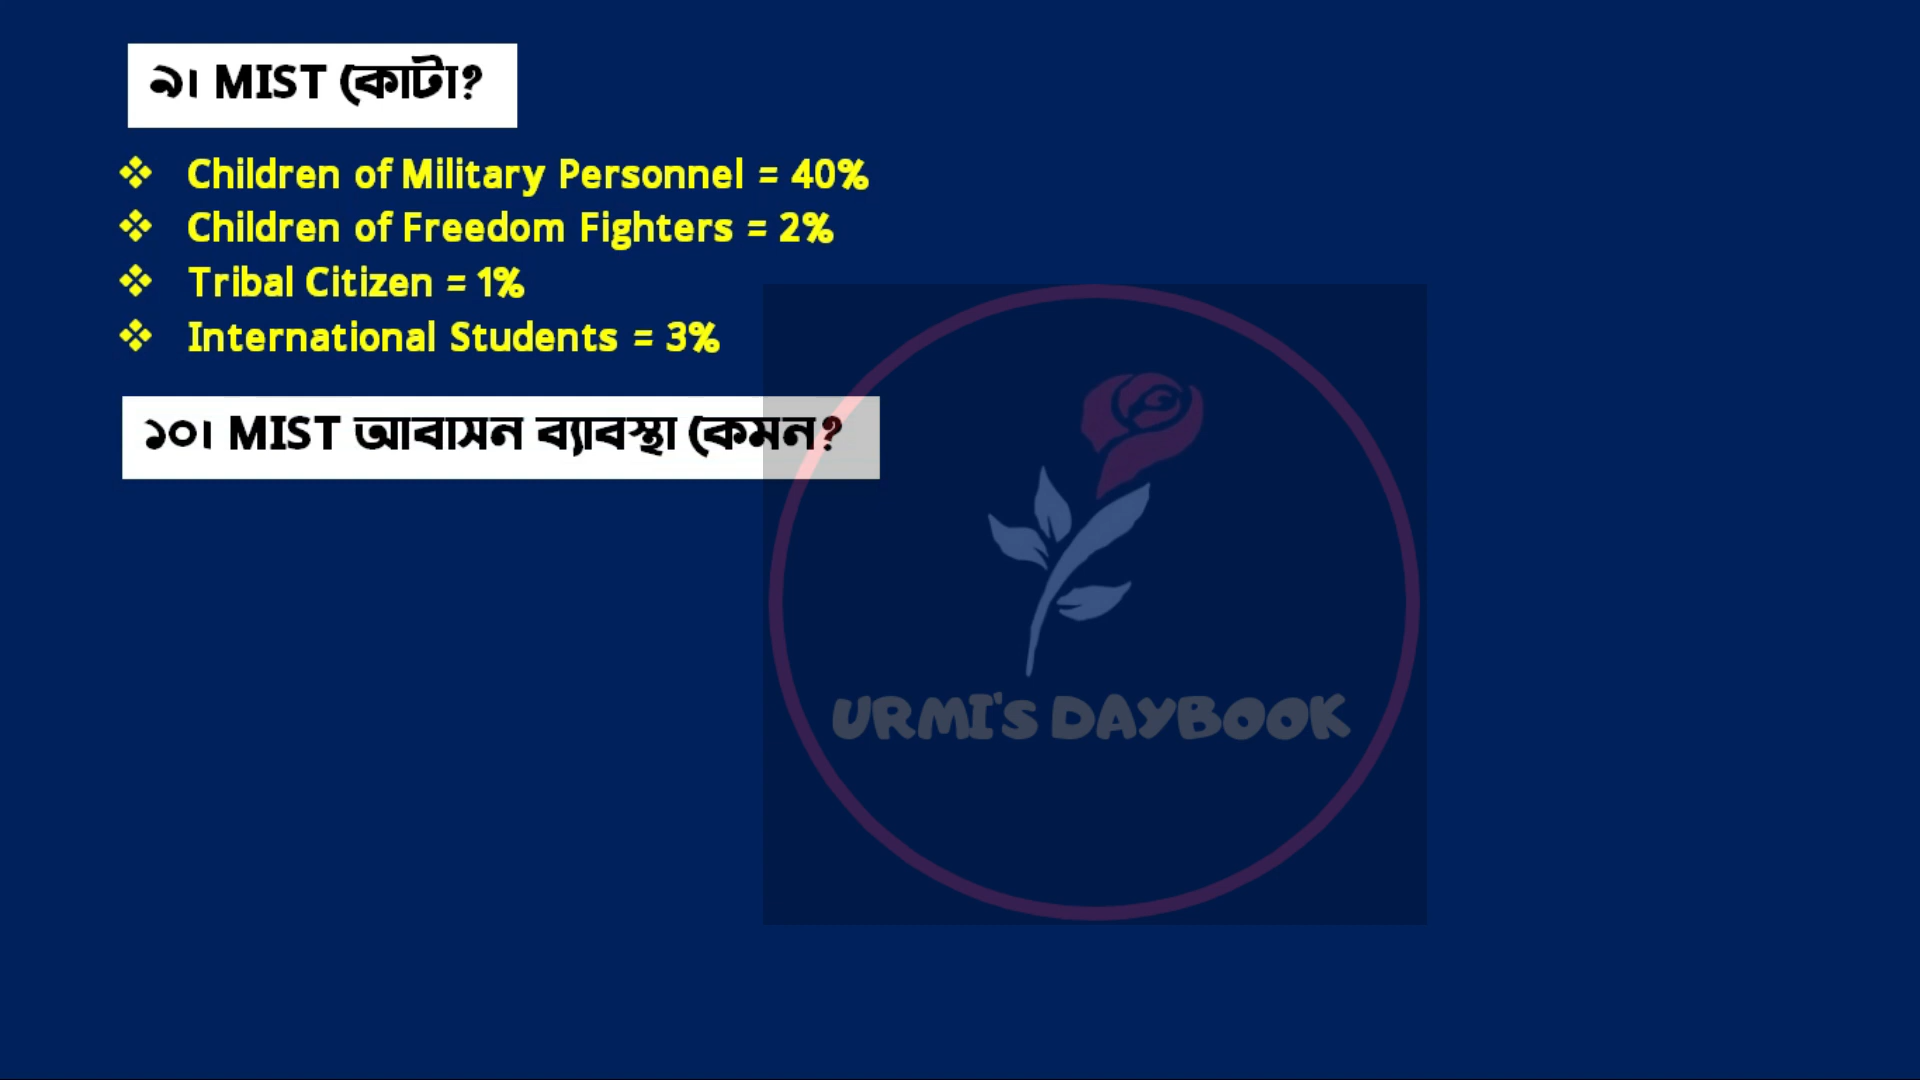 ৯। MIST কোটা?
❖ Children of Military Personnel = 40%
❖ Children of Freedom Fighters = 2%
❖ Tribal Citizen = 1%
❖ International Students = 3%
১০। MIST আবাসন ব্যাবস্থা কেমন?
URMI's DAYBOOK